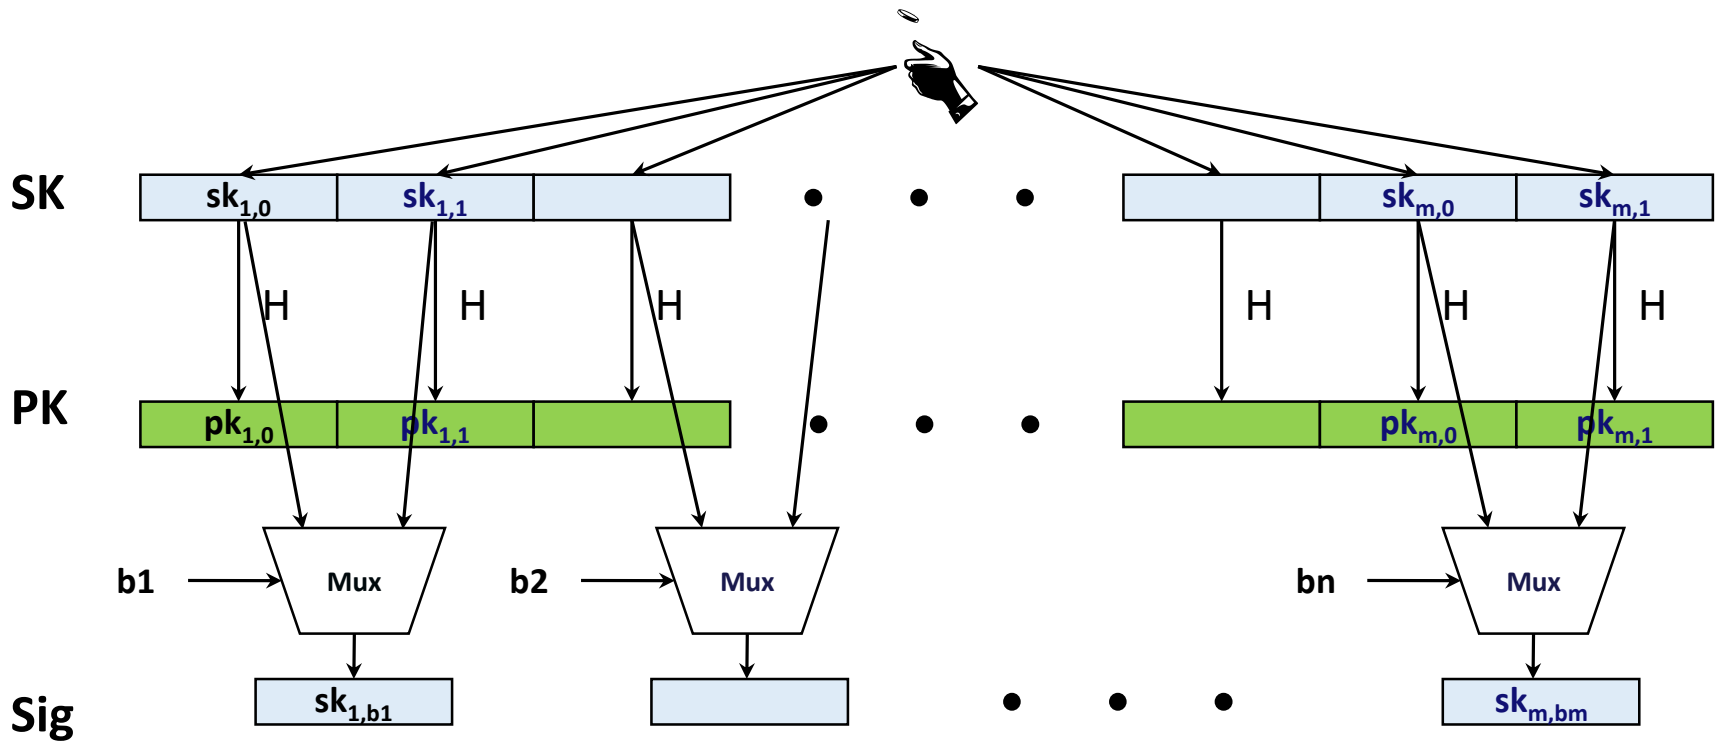 SK sk1,0 sk1,1 skm,0 skm,1
H H H H H H
PK pk1,0 pk1,1 pkm,0 pkm,1
b1 Mux b2 Mux bn Mux
Sig sk1,b1 skm,bm